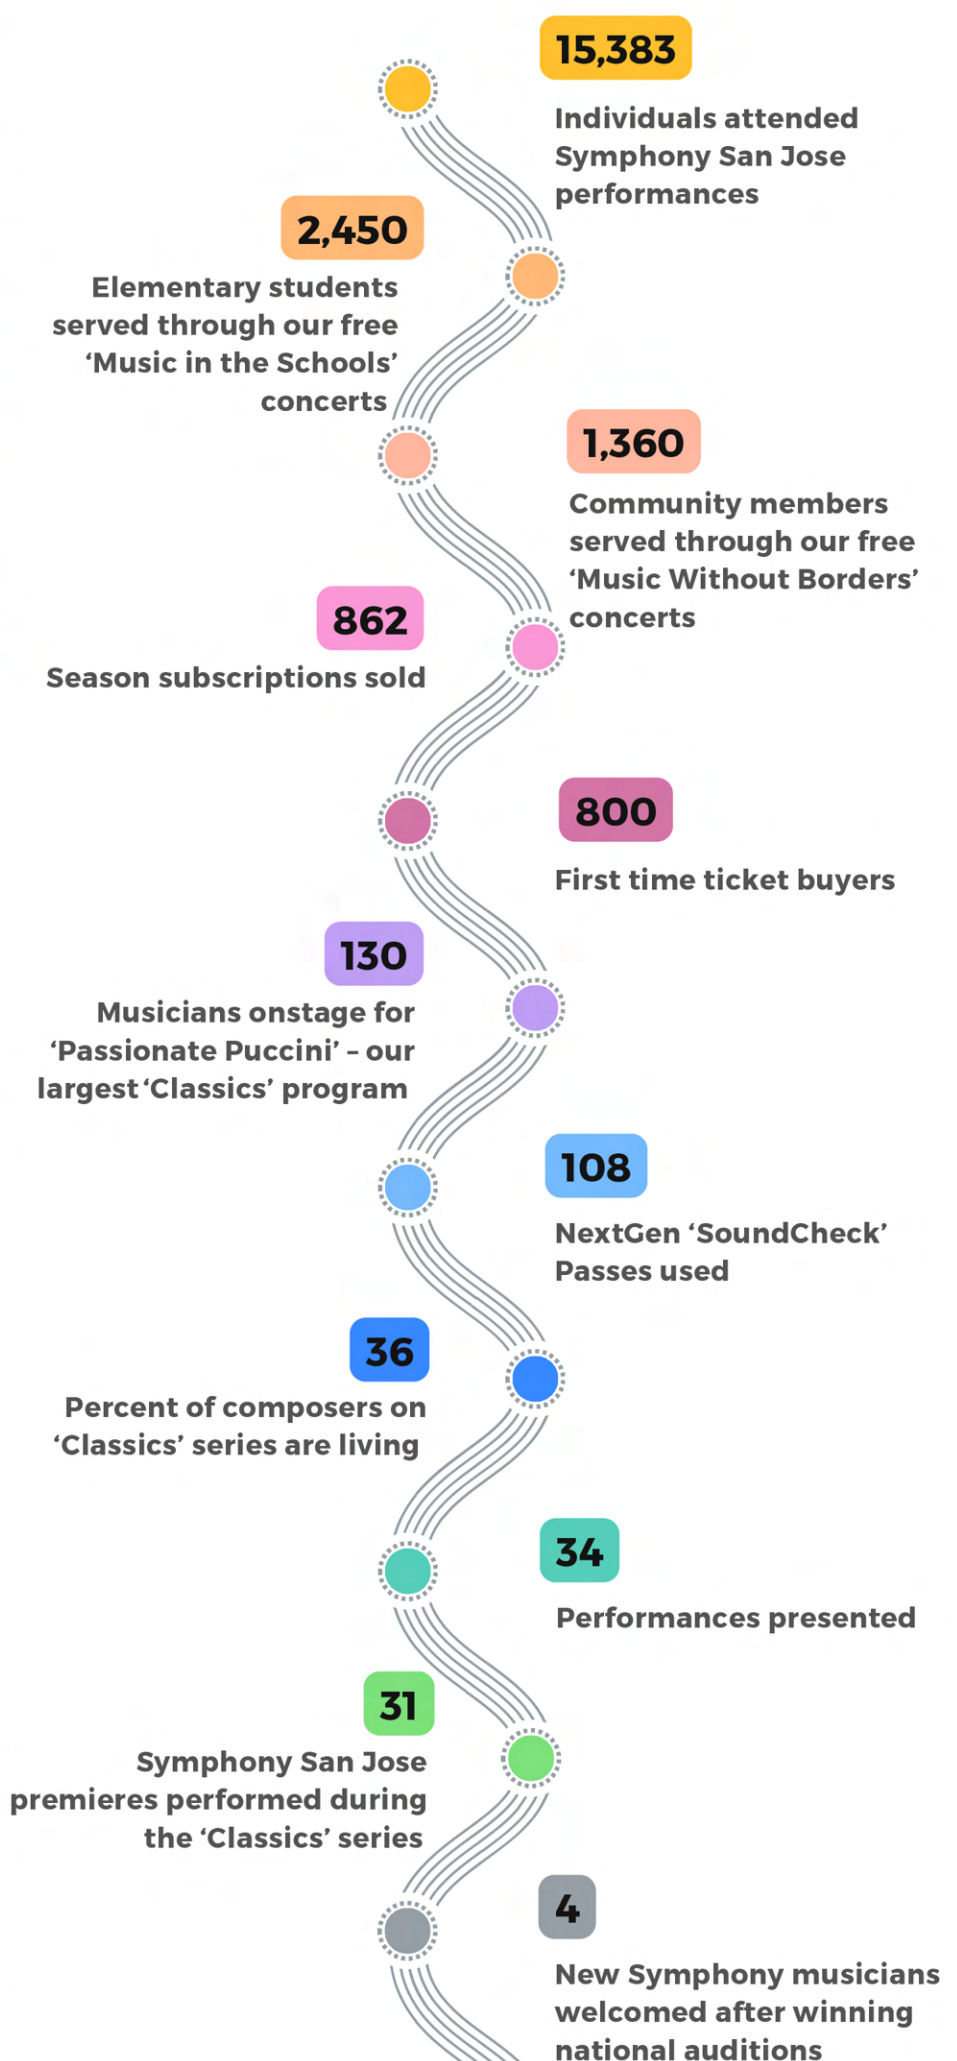 15,383
Individuals attended
Symphony San Jose
performances
2,450
Elementary students
served through our free
‘Music in the Schools’
concerts
1,360
Community members
served through our free
‘Music Without Borders’
concerts
862
Season subscriptions sold
800
First time ticket buyers
130
Musicians onstage for
‘Passionate Puccini’ – our
largest ‘Classics’ program
108
NextGen ‘SoundCheck’
Passes used
36
Percent of composers on
‘Classics’ series are living
34
Performances presented
31
Symphony San Jose
premieres performed during
the ‘Classics’ series
4
New Symphony musicians
welcomed after winning
national auditions